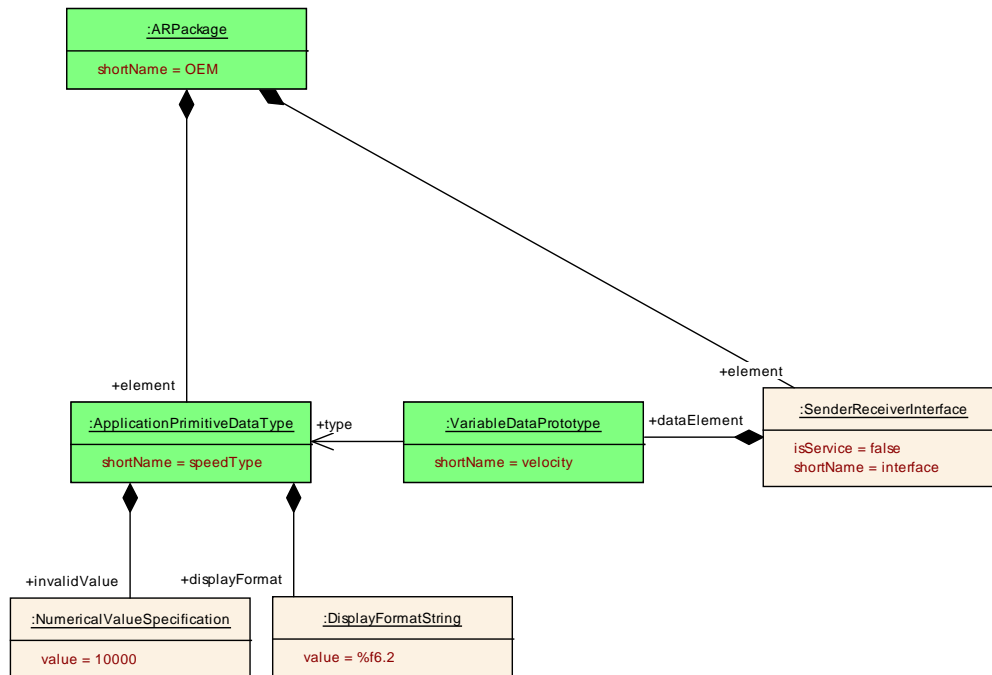 :ARPackage
shortName = OEM
+element
+element
:ApplicationPrimitiveDataType
shortName = speedType
+type
:VariableDataPrototype
shortName = velocity
+dataElement
:SenderReceiverInterface
isService = false
shortName = interface
+invalidValue
+displayFormat
:NumericalValueSpecification
value = 10000
:DisplayFormatString
value = %f6.2